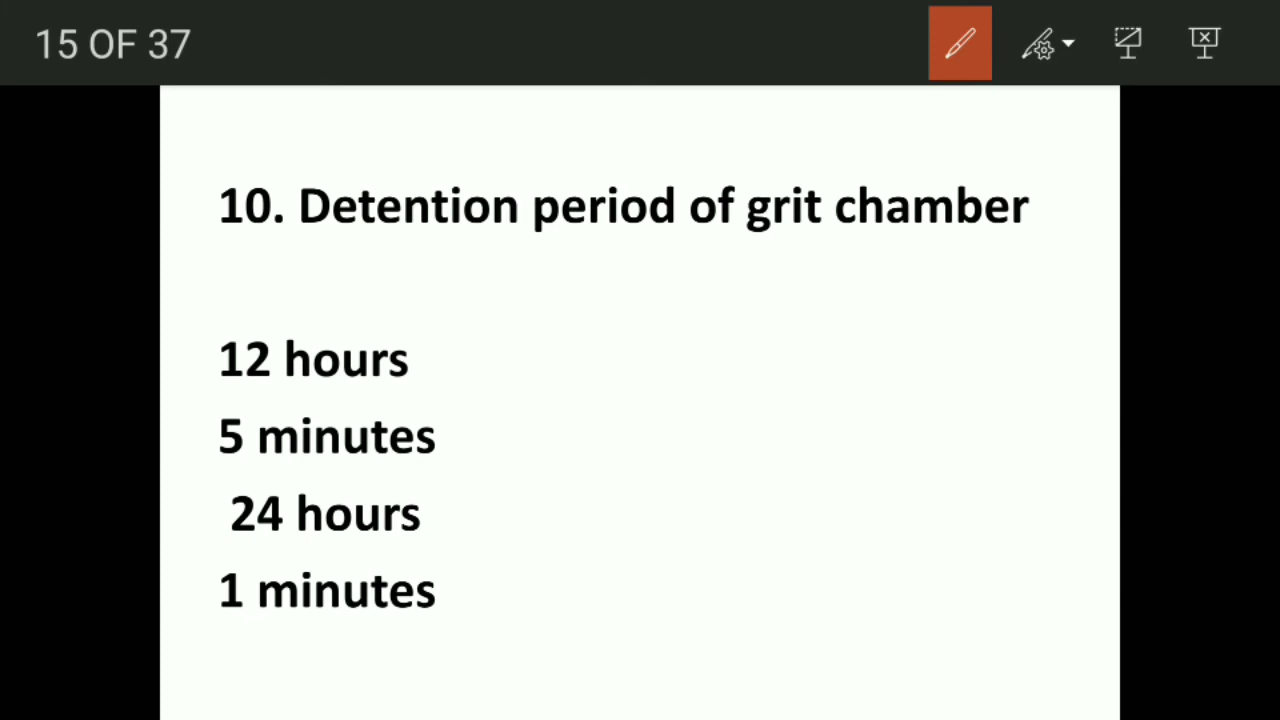 15 OF 37
10. Detention period of grit chamber
12 hours
5 minutes
24 hours
1 minutes